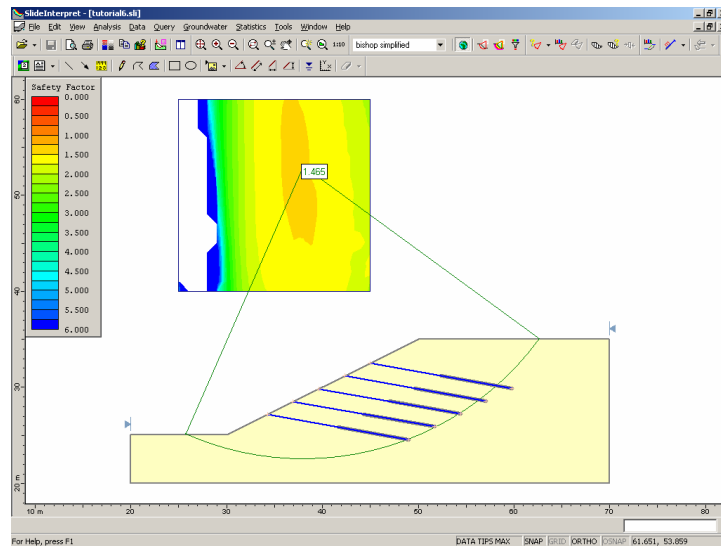 SlideInterpret - [tutorial6.sli]
File Edit View Analysis Data Query Groundwater Statistics Tools Window Help
1:10 bishop simplified
Safety Factor
0.000
0.500
1.000
1.500
2.000
2.500
3.000
3.500
4.000
4.500
5.000
5.500
6.000
1.465
60
50
40
30
20 m
10 m 20 30 40 50 60 70 80
For Help, press F1 DATA TIPS MAX SNAP GRID ORTHO OSNAP 61.651, 53.859